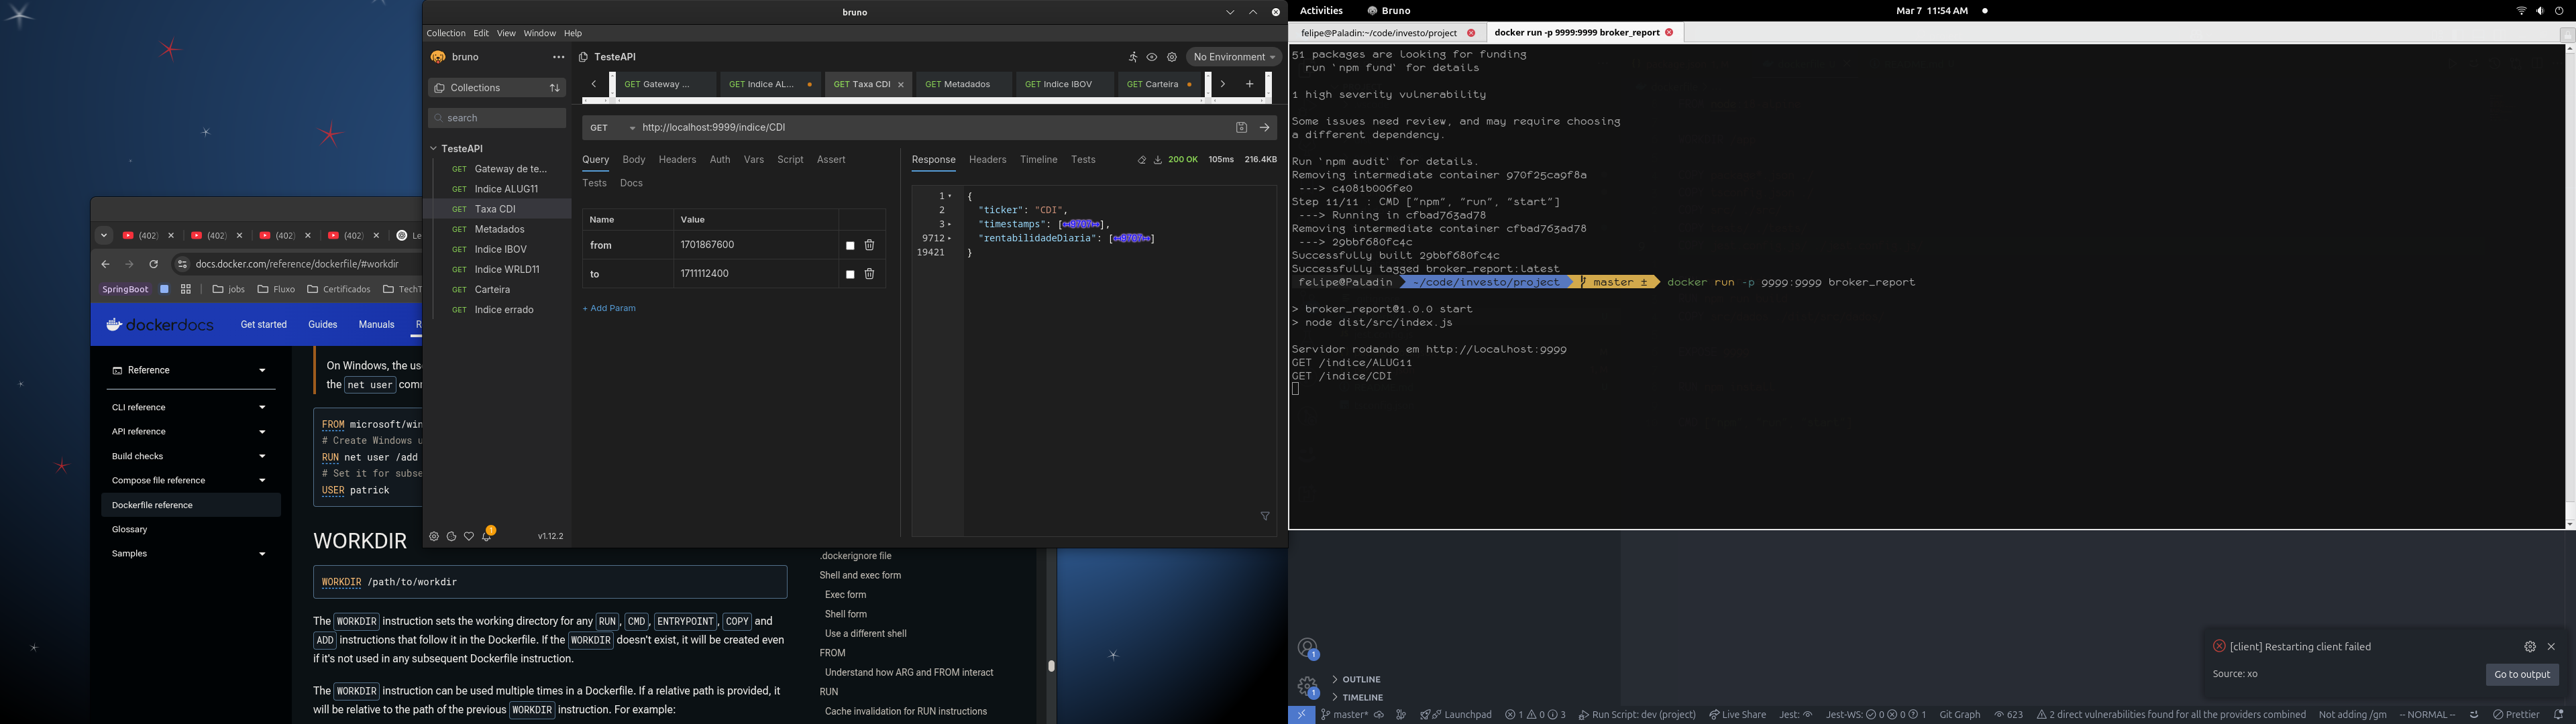 bruno
Collection Edit View Window Help
bruno
Collections
search
TesteAPI
GET Gateway de te...
GET Indice ALUG11
GET Taxa CDI
GET Metadados
GET Indice IBOV
GET Indice WRLD11
GET Carteira
GET Indice errado
1
v1.12.2
TesteAPI
No Environment
GET Gateway ... GET Indice AL... GET Taxa CDI GET Metadados GET Indice IBOV GET Carteira
GET http://localhost:9999/indice/CDI
Query Body Headers Auth Vars Script Assert
Tests Docs
Name Value
from 1701867600
to 1711112400
+ Add Param
Response Headers Timeline Tests 200 OK 105ms 216.4KB
1 {
2 "ticker": "CDI",
3 "timestamps": [↔9707↔],
9712 "rentabilidadeDiaria": [↔9707↔]
19421 }
(402) (402) (402) (402) Le
docs.docker.com/reference/dockerfile/#workdir
SpringBoot jobs Fluxo Certificados TechT
dockerdocs Get started Guides Manuals R
Reference
CLI reference
API reference
Build checks
Compose file reference
Dockerfile reference
Glossary
Samples
On Windows, the use
the net user comm
FROM microsoft/win
# Create Windows u
RUN net user /add
# Set it for subse
USER patrick
WORKDIR
WORKDIR /path/to/workdir
The WORKDIR instruction sets the working directory for any RUN, CMD, ENTRYPOINT, COPY and
ADD instructions that follow it in the Dockerfile. If the WORKDIR doesn't exist, it will be created even
if it's not used in any subsequent Dockerfile instruction.
The WORKDIR instruction can be used multiple times in a Dockerfile. If a relative path is provided, it
will be relative to the path of the previous WORKDIR instruction. For example:
.dockerignore file
Shell and exec form
Exec form
Shell form
Use a different shell
FROM
Understand how ARG and FROM interact
RUN
Cache invalidation for RUN instructions
Activities Bruno Mar 7 11:54 AM
felipe@Paladin:~/code/investo/project docker run -p 9999:9999 broker_report
51 packages are looking for funding
run `npm fund` for details
1 high severity vulnerability
Some issues need review, and may require choosing
a different dependency.
Run `npm audit` for details.
Removing intermediate container 970f25ca9f8a
---> c4081b006fe0
Step 11/11 : CMD ["npm", "run", "start"]
---> Running in cfbad763ad78
Removing intermediate container cfbad763ad78
---> 29bbf680fc4c
Successfully built 29bbf680fc4c
Successfully tagged broker_report:latest
felipe@Paladin ~/code/investo/project master ± docker run -p 9999:9999 broker_report
> broker_report@1.0.0 start
> node dist/src/index.js
Servidor rodando em http://localhost:9999
GET /indice/ALUG11
GET /indice/CDI
1
1
OUTLINE
TIMELINE
[client] Restarting client failed
Source: xo
Go to output
master* Launchpad 1 0 3 Run Script: dev (project) Live Share Jest: Jest-WS: 0 0 1 Git Graph 623 2 direct vulnerabilities found for all the providers combined Not adding /gm -- NORMAL -- Prettier